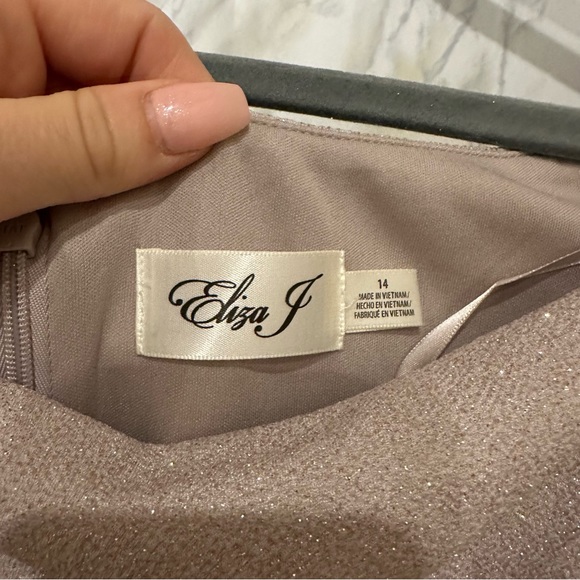 Eliza J
14
MADE IN VIETNAM/
HECHO EN VIETNAM/
FABRIQUÉ EN VIETNAM